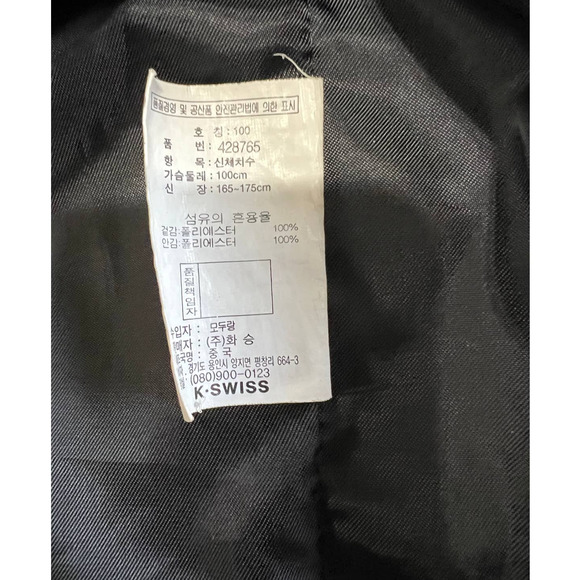 품질경영 및 공산품 안전관리법에 의한 표시
호 칭 : 100
품 번 : 428765
항 목 : 신체치수
가슴둘레 : 100cm
신 장 : 165-175cm
섬유의 혼용율
겉감:폴리에스터 100%
안감:폴리에스터 100%
품질책임자
수입자 : 모두랑
판매자 : (주)화 승
국명 : 중 국
경기도 용인시 양지면 평창리 664-3
(080)900-0123
K·SWISS